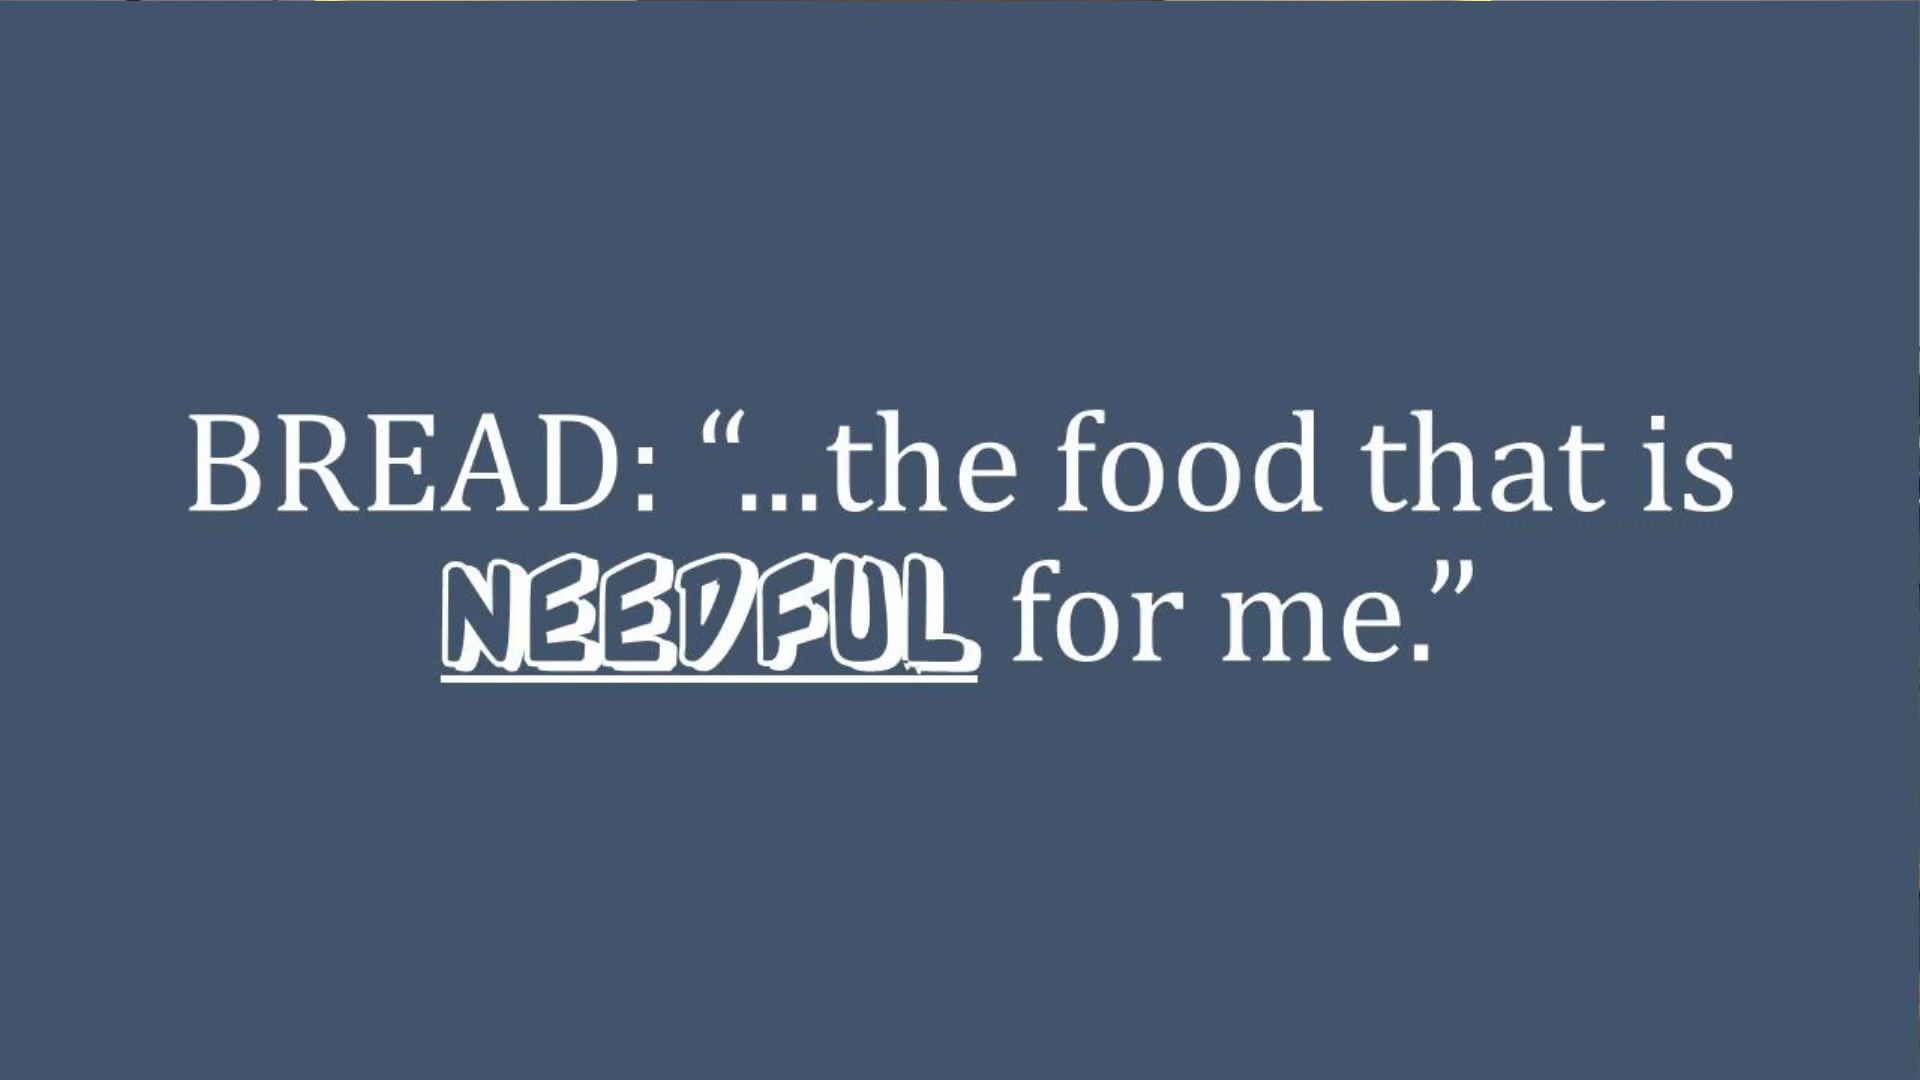 BREAD: “...the food that is
NEEDFUL for me.”